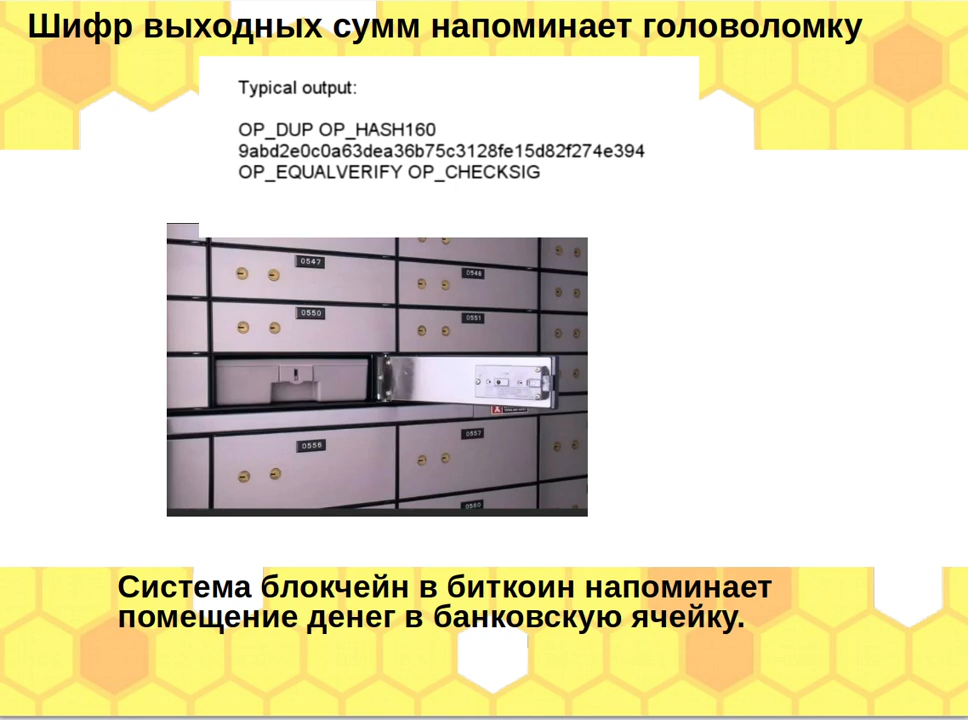 Шифр выходных сумм напоминает головоломку
Typical output:
OP_DUP OP_HASH160
9abd2e0c0a63dea36b75c3128fe15d82f274e394
OP_EQUALVERIFY OP_CHECKSIG
0547
0548
0550
0551
0556
0557
0560
Система блокчейн в биткоин напоминает
помещение денег в банковскую ячейку.